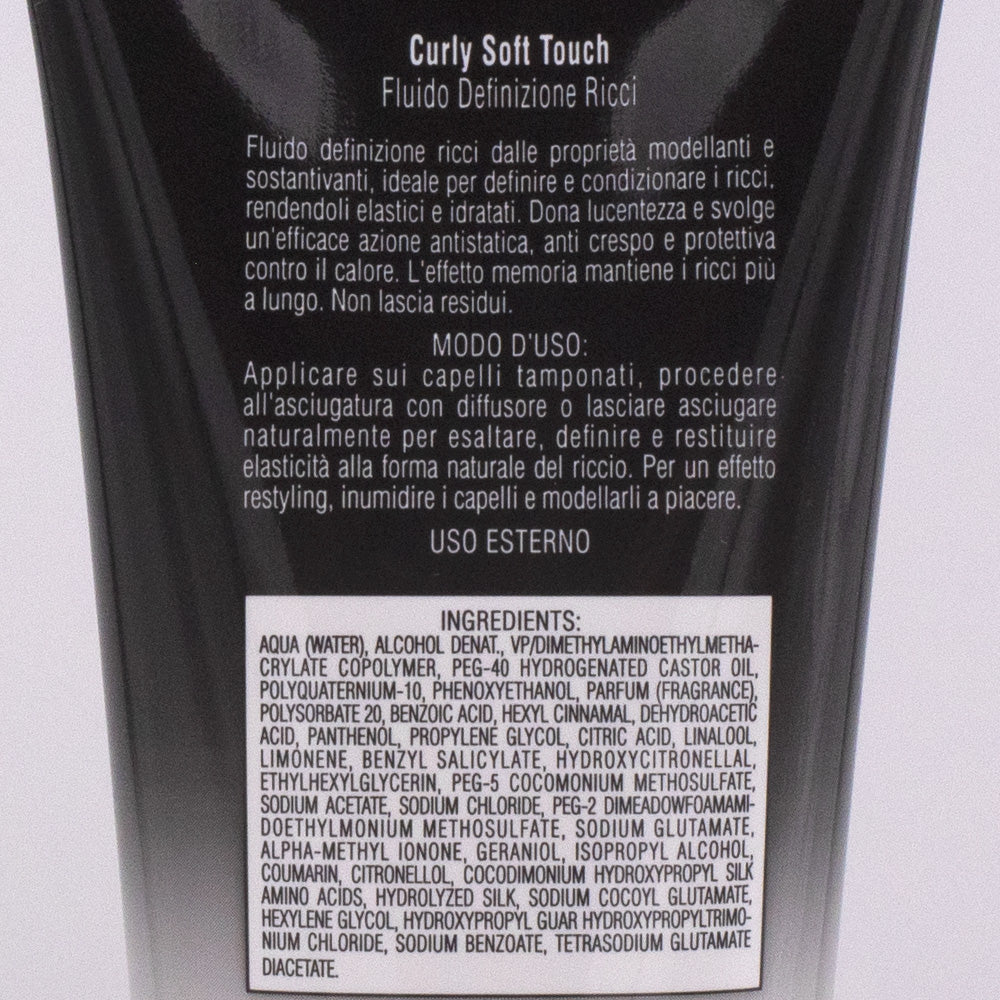 Curly Soft Touch
Fluido Definizione Ricci
Fluido definizione ricci dalle proprietà modellanti e
sostantivanti, ideale per definire e condizionare i ricci,
rendendoli elastici e idratati. Dona lucentezza e svolge
un'efficace azione antistatica, anti crespo e protettiva
contro il calore. L'effetto memoria mantiene i ricci più
a lungo. Non lascia residui.
MODO D'USO:
Applicare sui capelli tamponati, procedere
all'asciugatura con diffusore o lasciare asciugare
naturalmente per esaltare, definire e restituire
elasticità alla forma naturale del riccio. Per un effetto
restyling, inumidire i capelli e modellarli a piacere.
USO ESTERNO
INGREDIENTS:
AQUA (WATER), ALCOHOL DENAT., VP/DIMETHYLAMINOETHYLMETHA-
CRYLATE COPOLYMER, PEG-40 HYDROGENATED CASTOR OIL,
POLYQUATERNIUM-10, PHENOXYETHANOL, PARFUM (FRAGRANCE),
POLYSORBATE 20, BENZOIC ACID, HEXYL CINNAMAL, DEHYDROACETIC
ACID, PANTHENOL, PROPYLENE GLYCOL, CITRIC ACID, LINALOOL,
LIMONENE, BENZYL SALICYLATE, HYDROXYCITRONELLAL,
ETHYLHEXYLGLYCERIN, PEG-5 COCOMONIUM METHOSULFATE,
SODIUM ACETATE, SODIUM CHLORIDE, PEG-2 DIMEADOWFOAMAMI-
DOETHYLMONIUM METHOSULFATE, SODIUM GLUTAMATE,
ALPHA-METHYL IONONE, GERANIOL, ISOPROPYL ALCOHOL,
COUMARIN, CITRONELLOL, COCODIMONIUM HYDROXYPROPYL SILK
AMINO ACIDS, HYDROLYZED SILK, SODIUM COCOYL GLUTAMATE,
HEXYLENE GLYCOL, HYDROXYPROPYL GUAR HYDROXYPROPYLTRIMO-
NIUM CHLORIDE, SODIUM BENZOATE, TETRASODIUM GLUTAMATE
DIACETATE.